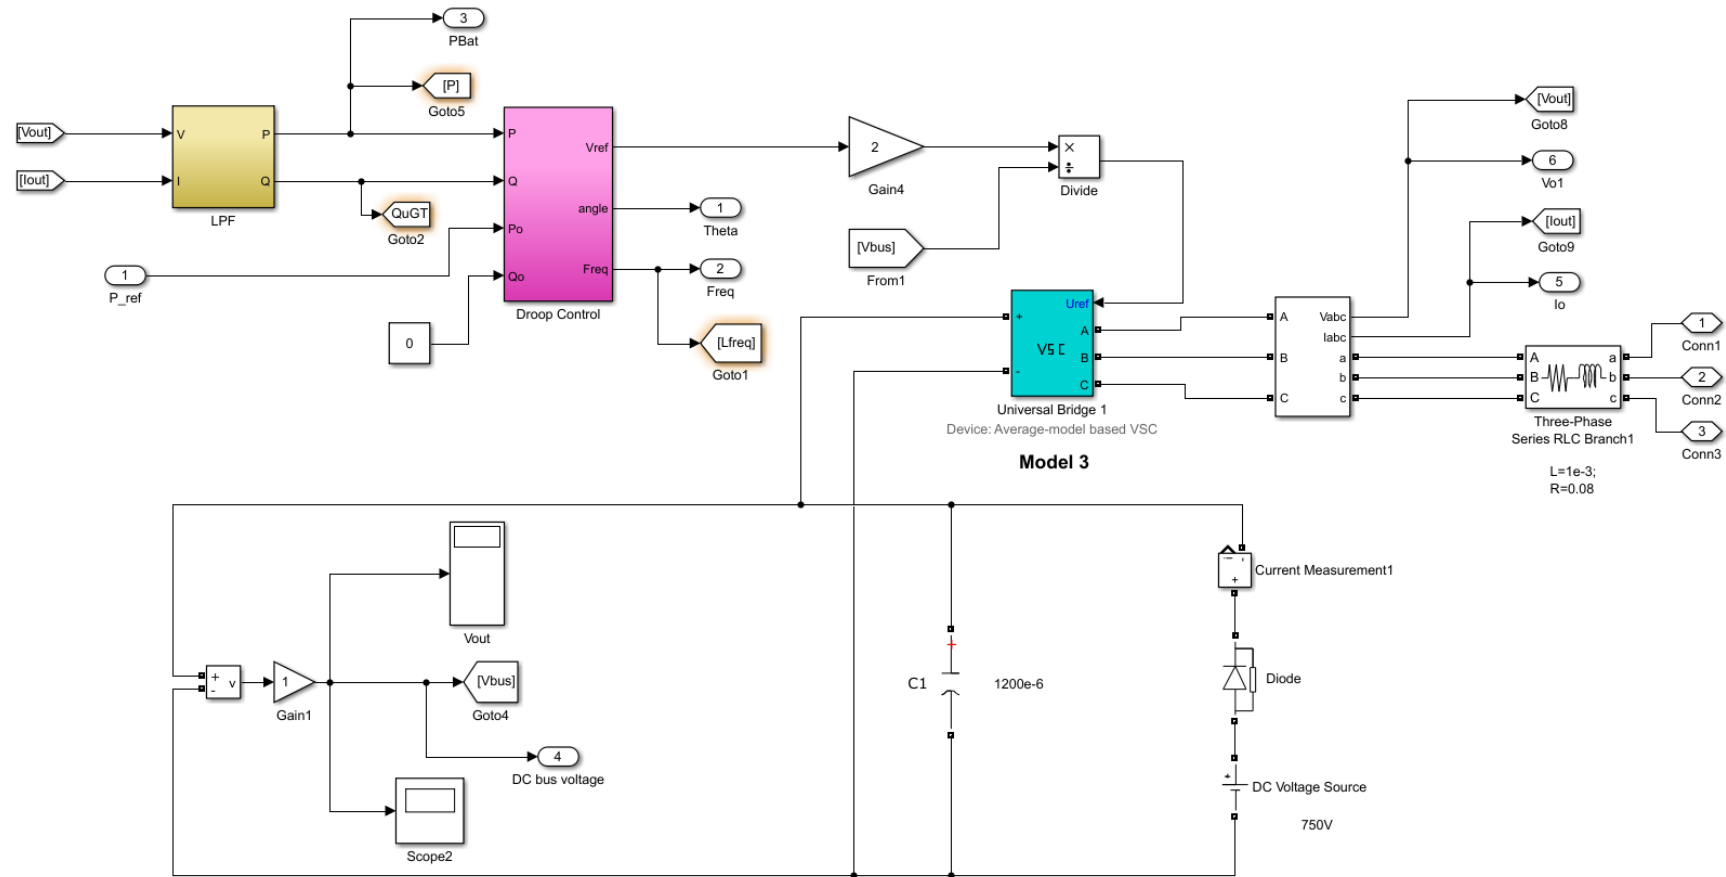 3
PBat
[P]
Goto5
[Vout]
[Iout]
V
I
P
Q
LPF
QuGT
Goto2
1
P_ref
0
P
Q
Po
Qo
Vref
angle
Freq
Droop Control
1
Theta
2
Freq
[Lfreq]
Goto1
2
Gain4
×
÷
Divide
[Vbus]
From1
Uref
+
-
A
B
C
Universal Bridge 1
Device: Average-model based VSC
Model 3
A
B
C
Vabc
Iabc
a
b
c
[Vout]
Goto8
6
Vo1
[Iout]
Goto9
5
Io
A
B
C
a
b
c
Three-Phase
Series RLC Branch1
L=1e-3;
R=0.08
1
Conn1
2
Conn2
3
Conn3
Vout
+
-
v
1
Gain1
[Vbus]
Goto4
4
DC bus voltage
Scope2
+
C1
1200e-6
-
+
Current Measurement1
Diode
+
DC Voltage Source
750V